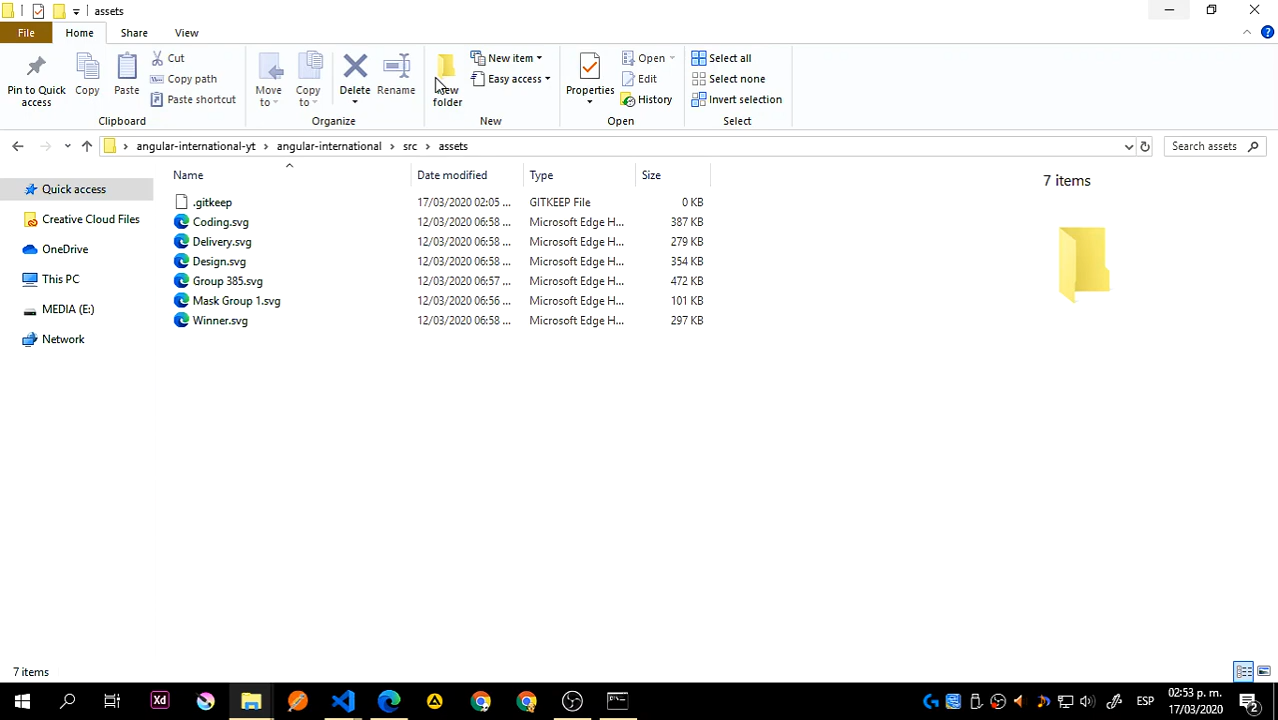 assets
File Home Share View
Pin to Quick access
Copy
Paste
Cut
Copy path
Paste shortcut
Clipboard
Move to
Copy to
Delete
Rename
Organize
New folder
New item
Easy access
New
Properties
Open
Edit
History
Open
Select all
Select none
Invert selection
Select
angular-international-yt angular-international src assets
Search assets
Quick access
Creative Cloud Files
OneDrive
This PC
MEDIA (E:)
Network
Name Date modified Type Size
.gitkeep 17/03/2020 02:05 ... GITKEEP File 0 KB
Coding.svg 12/03/2020 06:58 ... Microsoft Edge H... 387 KB
Delivery.svg 12/03/2020 06:58 ... Microsoft Edge H... 279 KB
Design.svg 12/03/2020 06:58 ... Microsoft Edge H... 354 KB
Group 385.svg 12/03/2020 06:57 ... Microsoft Edge H... 472 KB
Mask Group 1.svg 12/03/2020 06:56 ... Microsoft Edge H... 101 KB
Winner.svg 12/03/2020 06:58 ... Microsoft Edge H... 297 KB
7 items
7 items
Xd
ESP
02:53 p. m.
17/03/2020
2